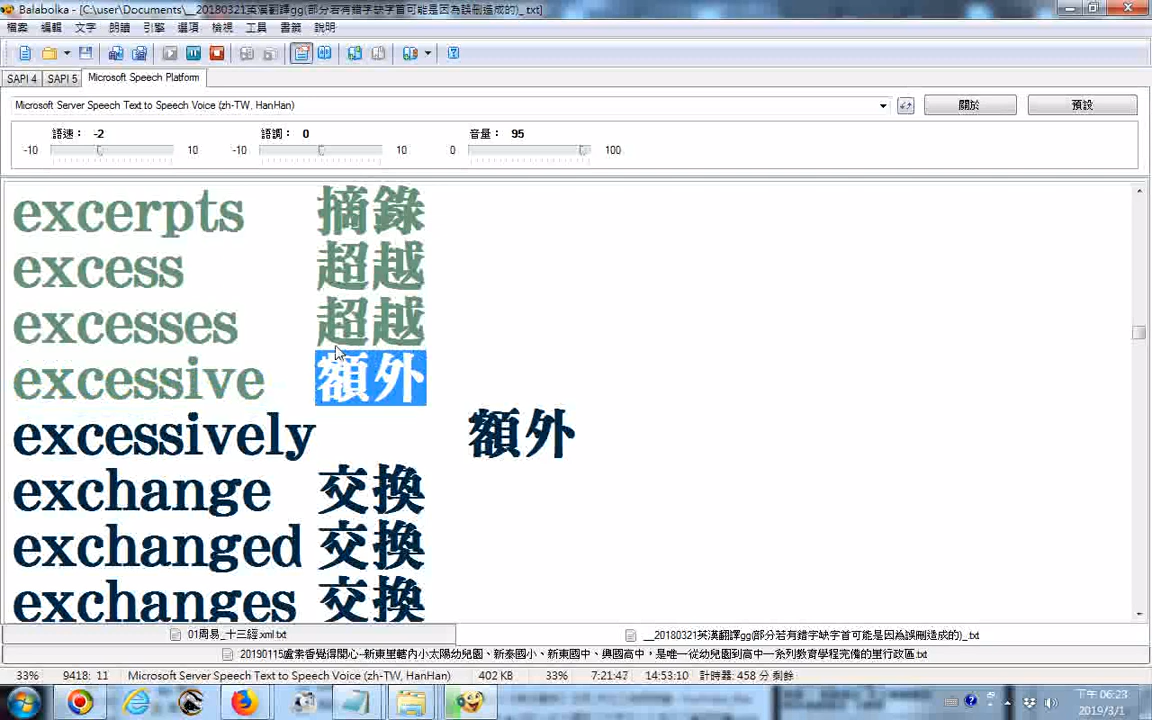 Balabolka - [C:\user\Documents\__20180321英漢翻譯gg(部分若有錯字缺字首可能是因為誤刪造成的)_.txt]
檔案 編輯 文字 朗讀 引擎 選項 檢視 工具 書籤 說明
SAPI 4 SAPI 5 Microsoft Speech Platform
Microsoft Server Speech Text to Speech Voice (zh-TW, HanHan) 關於 預設
語速： -2 語調： 0 音量： 95
-10 10 -10 10 0 100
excerpts 摘錄
excess 超越
excesses 超越
excessive 額外
excessively 額外
exchange 交換
exchanged 交換
exchanges 交換
01周易_十三經.xml.txt __20180321英漢翻譯gg(部分若有錯字缺字首可能是因為誤刪造成的)_.txt
20190115盧素香覺得開心-新東里轄內小太陽幼兒園、新泰國小、新東國中、興國高中，是唯一從幼兒園到高中一系列教育學程完備的里行政區.txt
33% 9418: 11 Microsoft Server Speech Text to Speech Voice (zh-TW, HanHan) 402 KB 33% 7:21:47 14:53:10 計時器: 458 分 剩餘
下午 06:23
2019/3/1